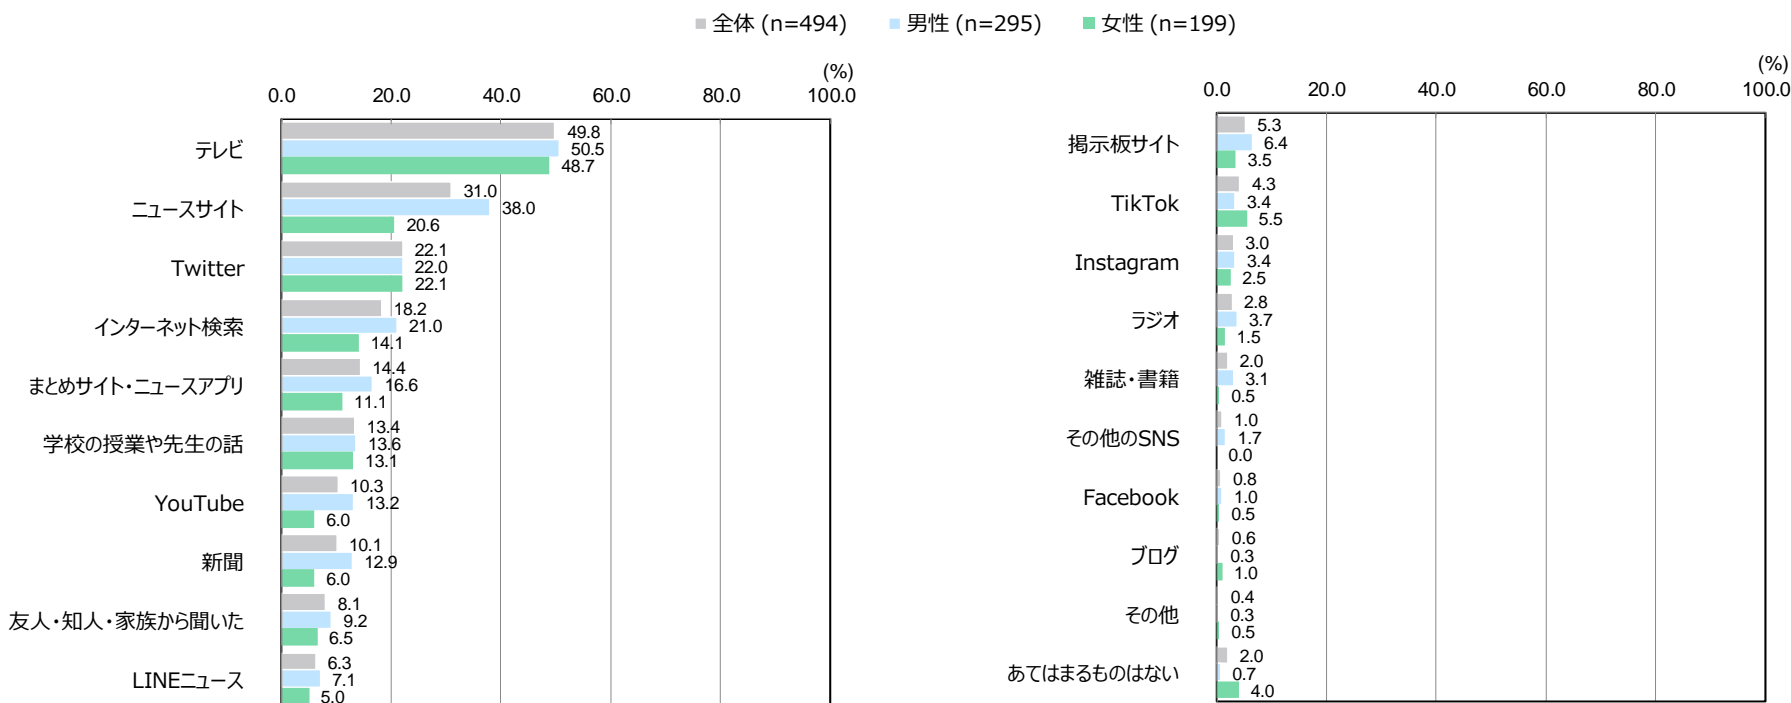 全体 (n=494) 男性 (n=295) 女性 (n=199)
(%)
0.0 20.0 40.0 60.0 80.0 100.0
テレビ
49.8
50.5
48.7
ニュースサイト
31.0
38.0
20.6
Twitter
22.1
22.0
22.1
インターネット検索
18.2
21.0
14.1
まとめサイト・ニュースアプリ
14.4
16.6
11.1
学校の授業や先生の話
13.4
13.6
13.1
YouTube
10.3
13.2
6.0
新聞
10.1
12.9
6.0
友人・知人・家族から聞いた
8.1
9.2
6.5
LINEニュース
6.3
7.1
5.0
(%)
0.0 20.0 40.0 60.0 80.0 100.0
掲示板サイト
5.3
6.4
3.5
TikTok
4.3
3.4
5.5
Instagram
3.0
3.4
2.5
ラジオ
2.8
3.7
1.5
雑誌・書籍
2.0
3.1
0.5
その他のSNS
1.0
1.7
0.0
Facebook
0.8
1.0
0.5
ブログ
0.6
0.3
1.0
その他
0.4
0.3
0.5
あてはまるものはない
2.0
0.7
4.0